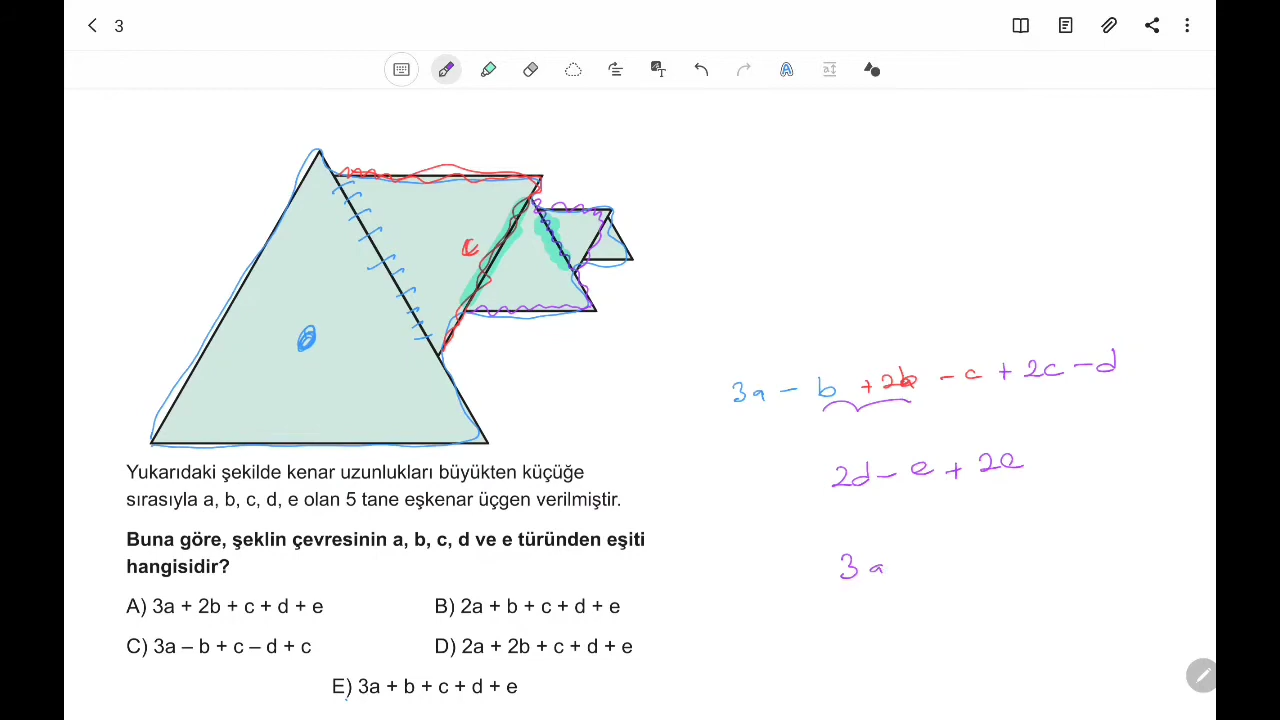 3
c
3a - b + 2b - c + 2c - d
2d - e + 2e
3a
Yukarıdaki şekilde kenar uzunlukları büyükten küçüğe
sırasıyla a, b, c, d, e olan 5 tane eşkenar üçgen verilmiştir.
Buna göre, şeklin çevresinin a, b, c, d ve e türünden eşiti
hangisidir?
A) 3a + 2b + c + d + e
B) 2a + b + c + d + e
C) 3a – b + c – d + c
D) 2a + 2b + c + d + e
E) 3a + b + c + d + e